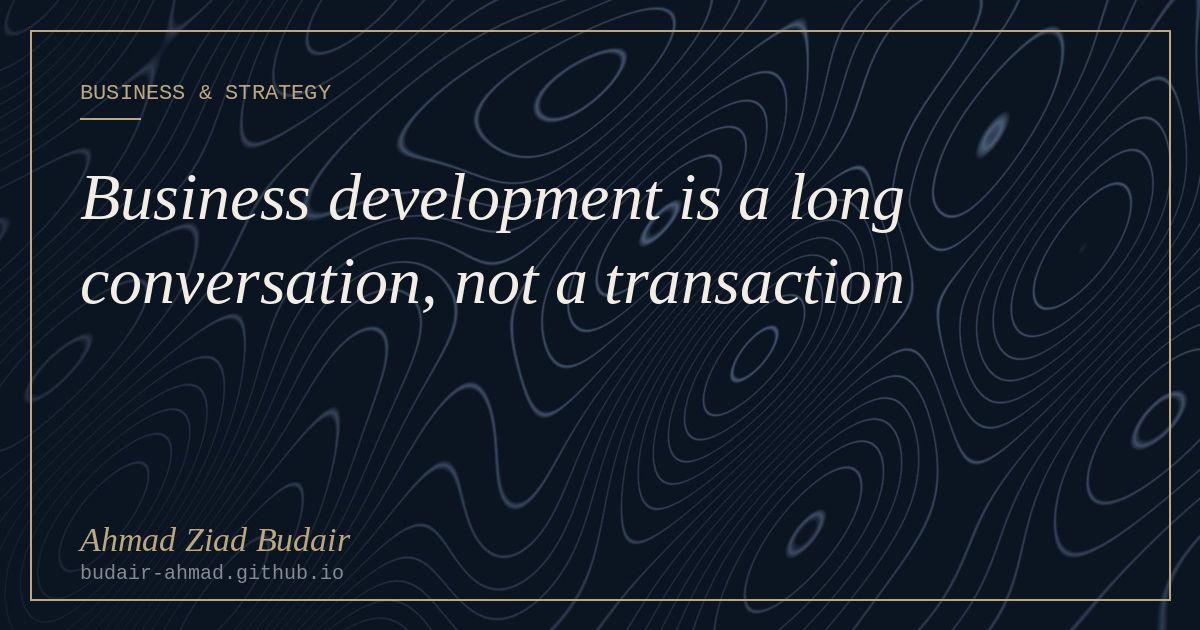 BUSINESS & STRATEGY
Business development is a long
conversation, not a transaction
Ahmad Ziad Budair
budair-ahmad.github.io